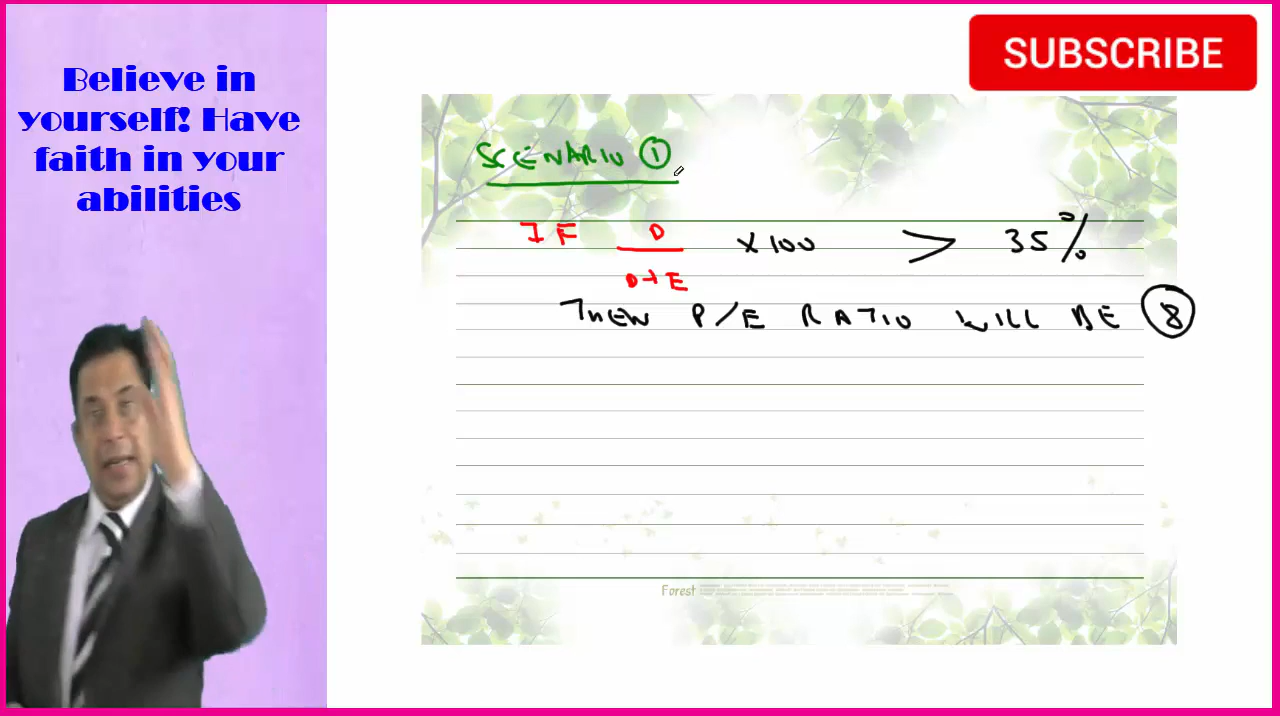 Believe in
yourself! Have
faith in your
abilities
SUBSCRIBE
SCENARIO ①
IF D/D+E × 100 > 35%
THEN P/E RATIO WILL BE 8
Forest